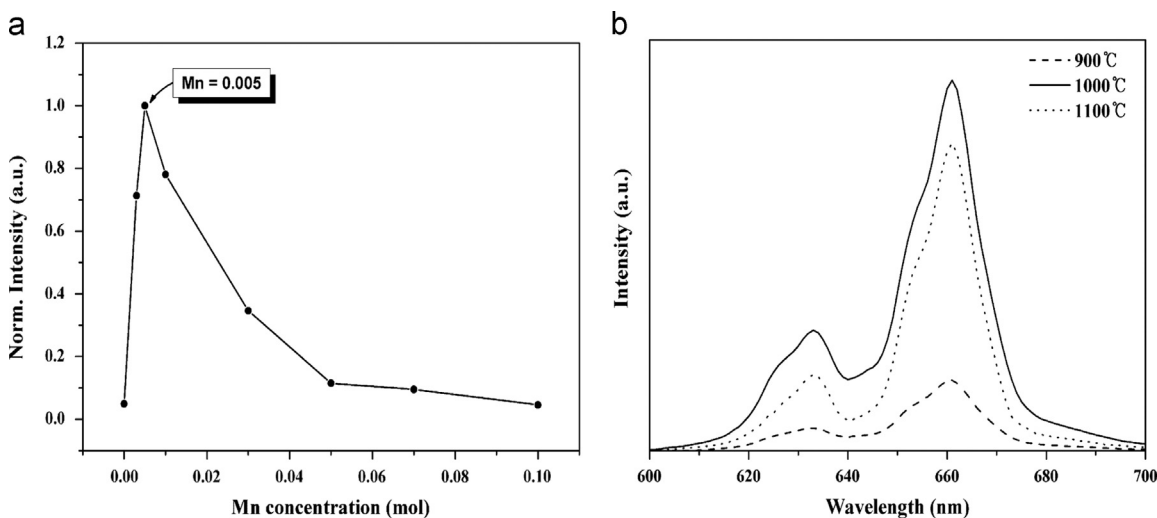 a
1.2
1.0
0.8
0.6
0.4
0.2
0.0
Norm. Intensity (a.u.)
Mn = 0.005
0.00 0.02 0.04 0.06 0.08 0.10
Mn concentration (mol)
b
900℃
1000℃
1100℃
Intensity (a.u.)
600 620 640 660 680 700
Wavelength (nm)